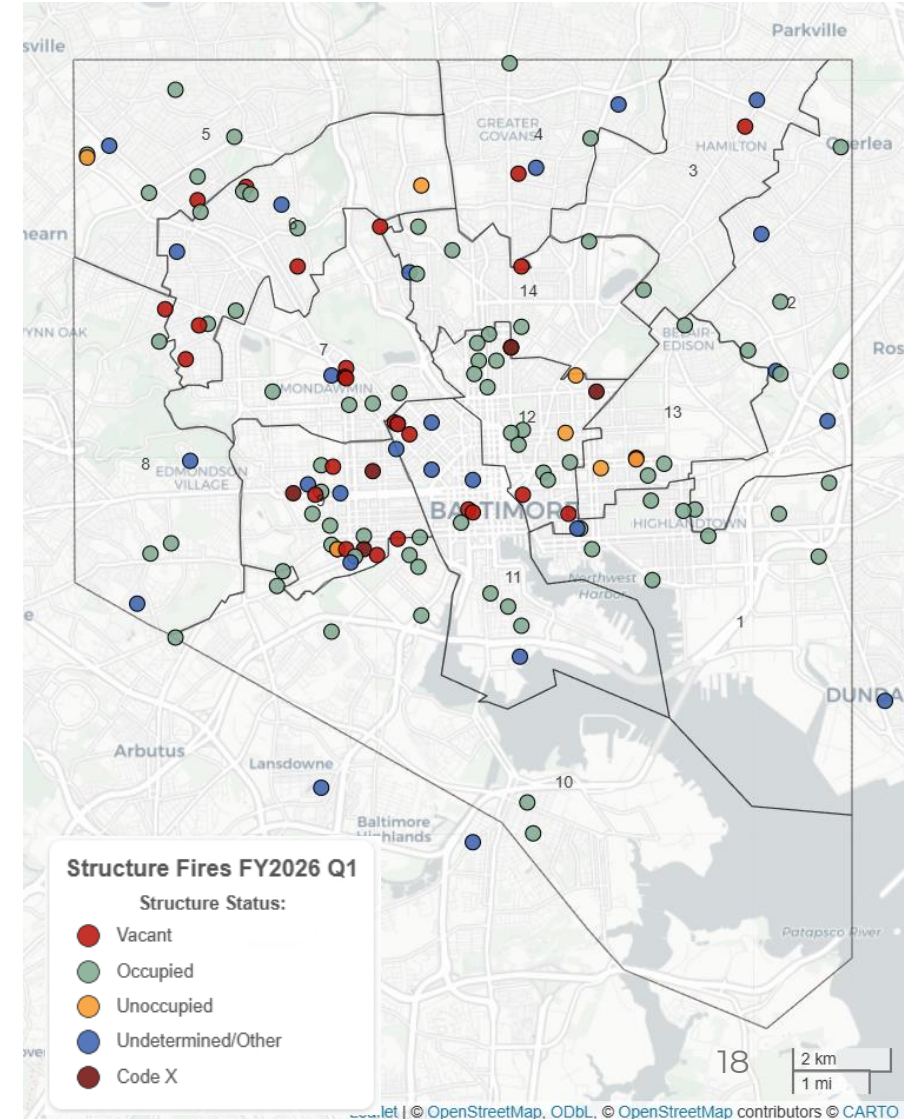 Parkville
sville
GREATER
GOVANS
4
5
HAMILTON
Overlea
3
6
hearn
14
2
YNN OAK
7
BELAIR-
EDISON
Ros
MONDAWMIN
12
13
8
EDMONDSON
VILLAGE
9
BALTIMORE
HIGHLANDTOWN
11
Northwest
Harbor
1
DUNDA
Arbutus
Lansdowne
10
Baltimore
Highlands
Structure Fires FY2026 Q1
Structure Status:
Vacant
Occupied
Unoccupied
Undetermined/Other
Code X
Patapsco River
18
2 km
1 mi
Leaflet | © OpenStreetMap, ODbL, © OpenStreetMap contributors © CARTO